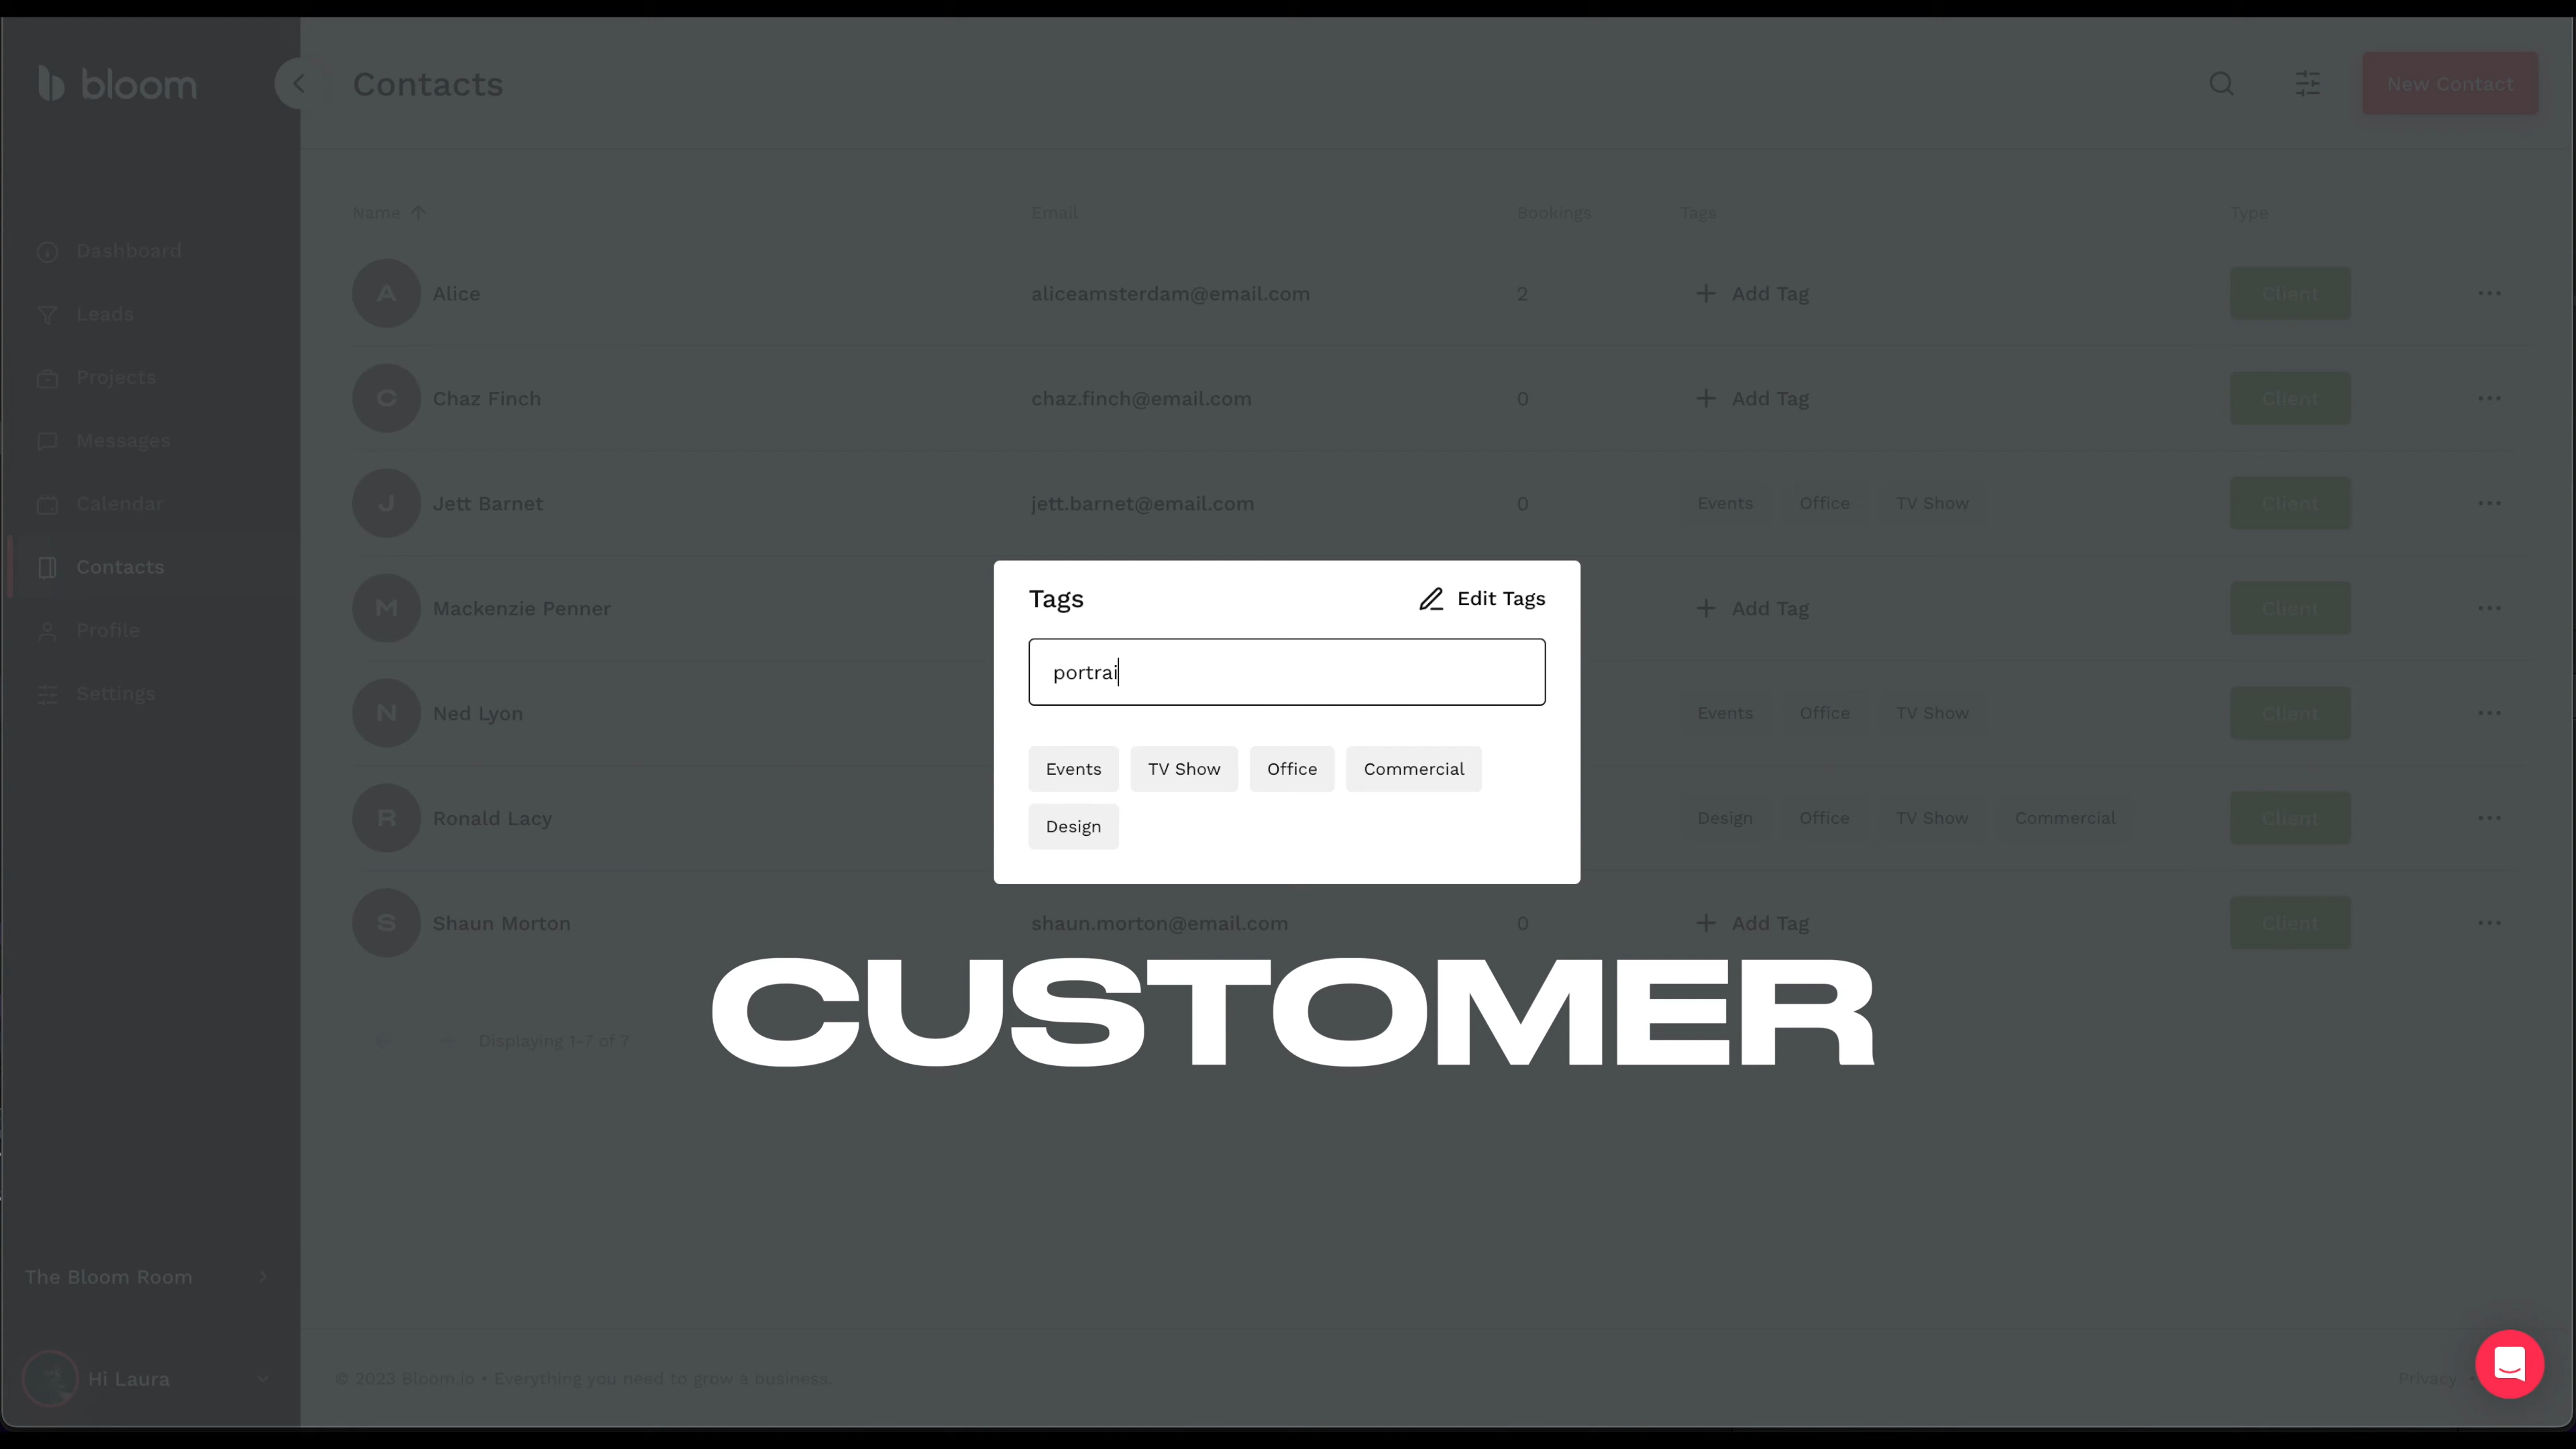 bloom
Contacts
New Contact
Name
Email
Bookings
Tags
Type
Dashboard
Leads
Projects
Messages
Calendar
Contacts
Profile
Settings
A Alice aliceamsterdam@email.com 2 Add Tag Client
C Chaz Finch chaz.finch@email.com 0 Add Tag Client
J Jett Barnet jett.barnet@email.com 0 Events Office TV Show Client
M Mackenzie Penner Add Tag Client
N Ned Lyon Events Office TV Show Client
R Ronald Lacy Design Office TV Show Commercial Client
S Shaun Morton shaun.morton@email.com 0 Add Tag Client
Tags
Edit Tags
portrai
Events TV Show Office Commercial
Design
CUSTOMER
Displaying 1-7 of 7
The Bloom Room
Hi Laura
© 2023 Bloom.io • Everything you need to grow a business.
Privacy